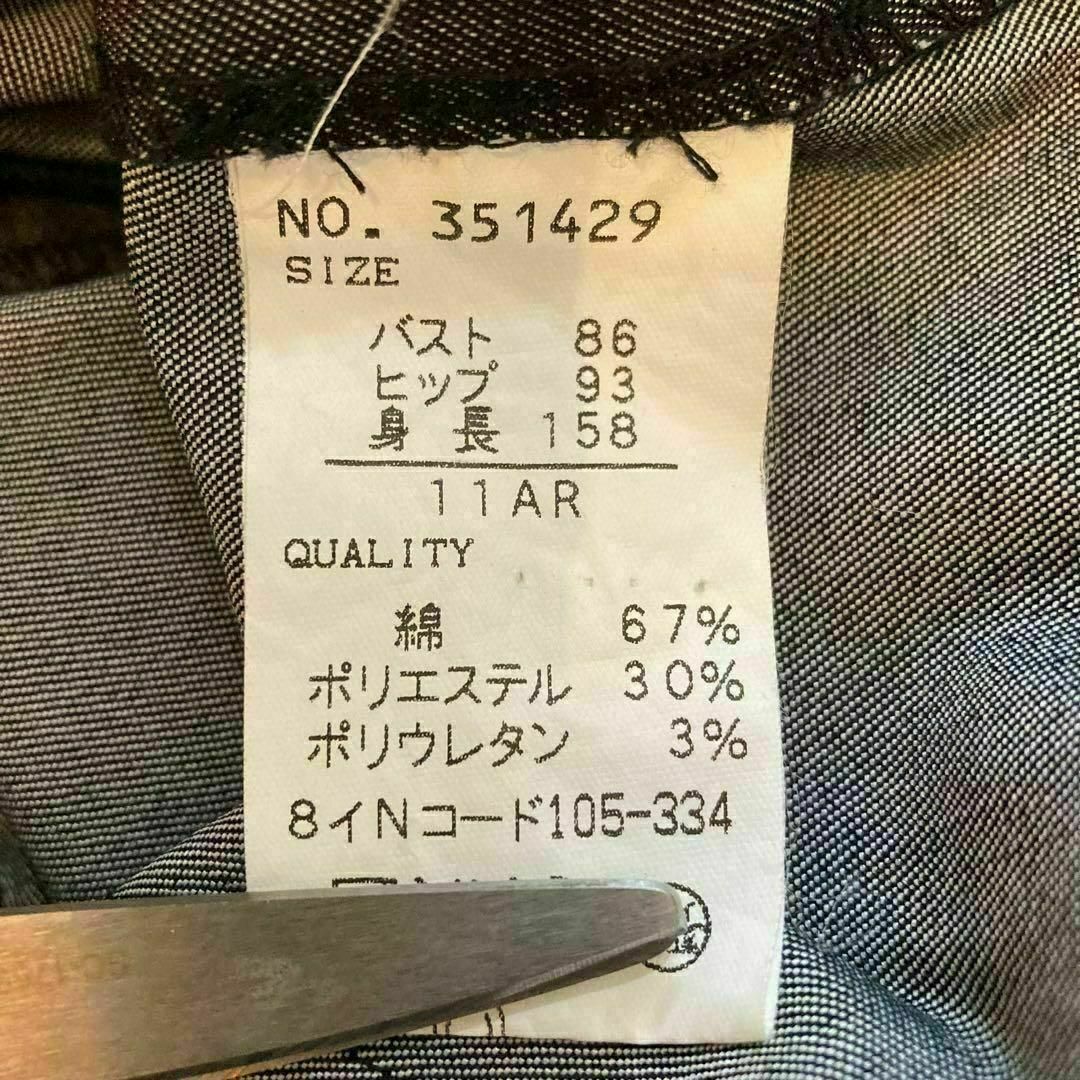 NO. 351429
SIZE
バスト 86
ヒップ 93
身長 158
11AR
QUALITY
綿 67%
ポリエステル 30%
ポリウレタン 3%
8イNコード105-334